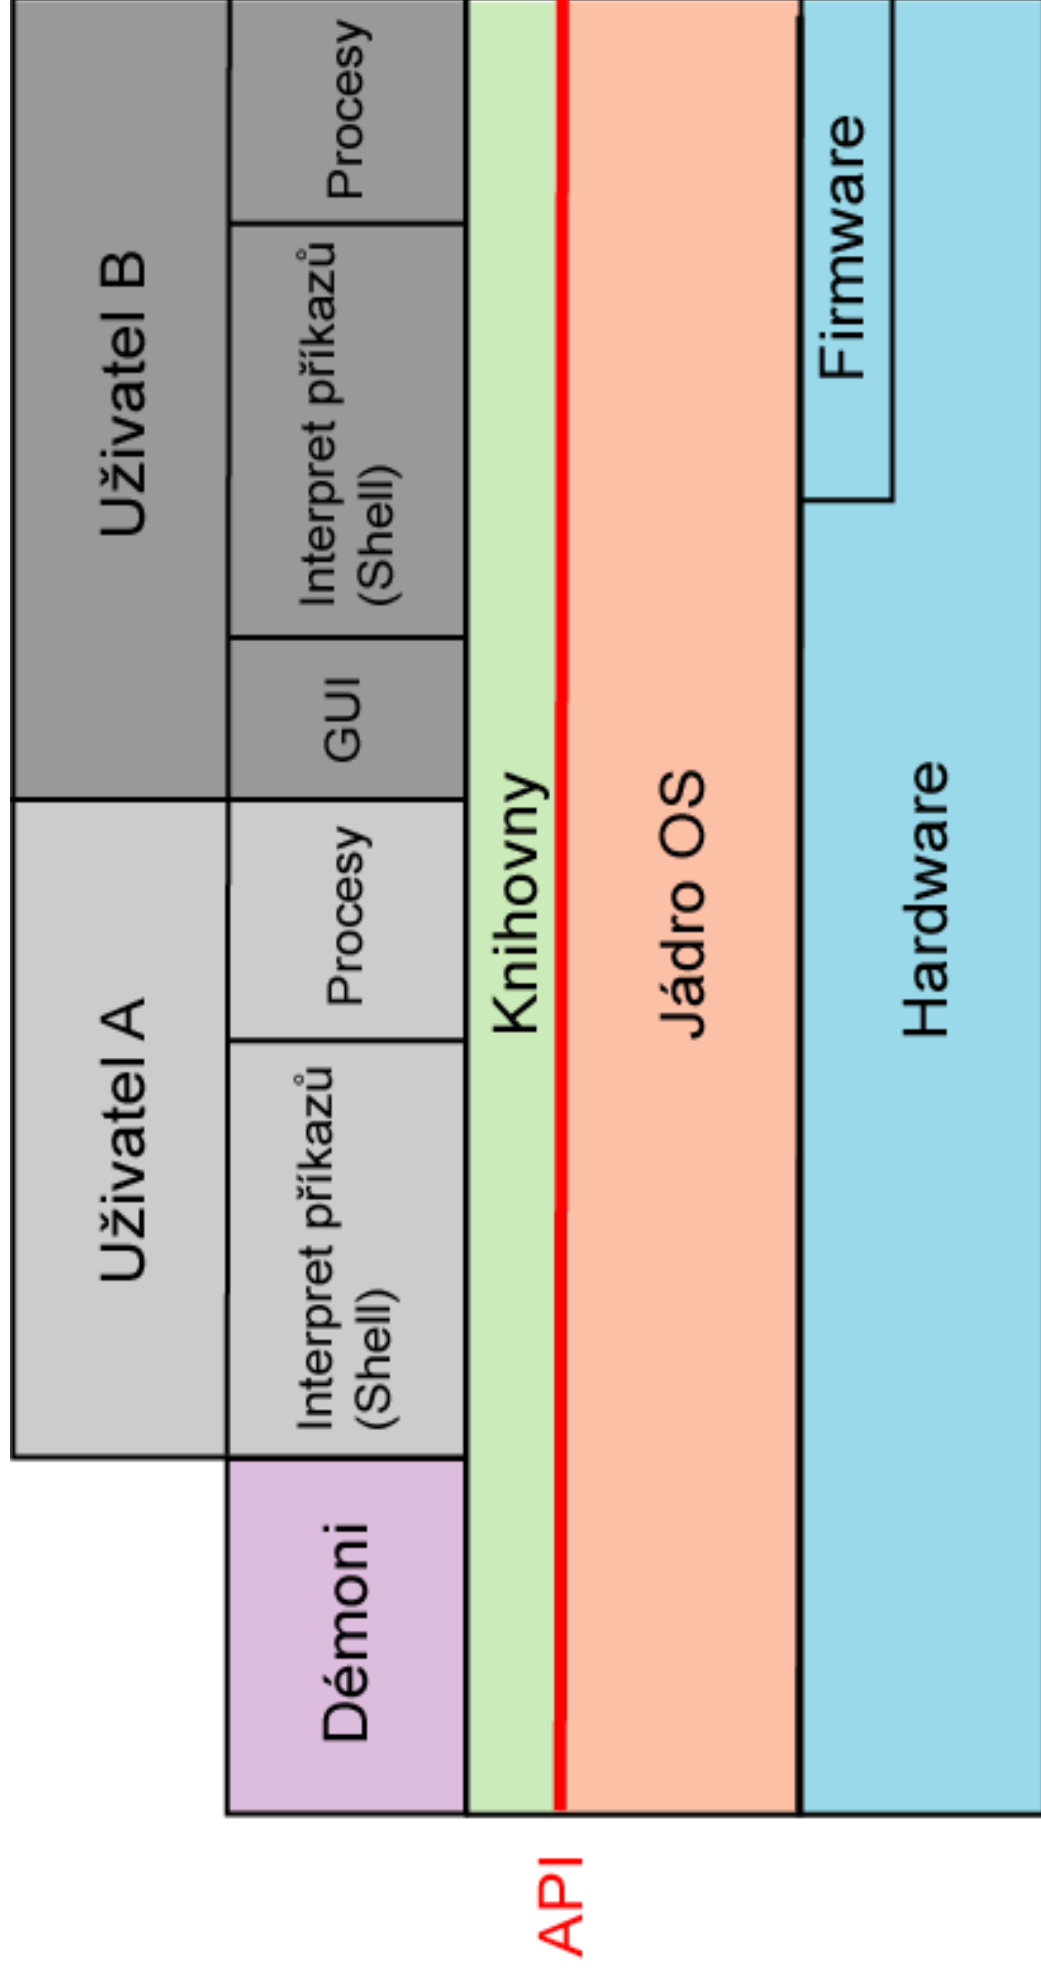 Uživatel A
Uživatel B
Démoni
Interpret příkazů
(Shell)
Procesy
GUI
Interpret příkazů
(Shell)
Procesy
Knihovny
API
Jádro OS
Firmware
Hardware